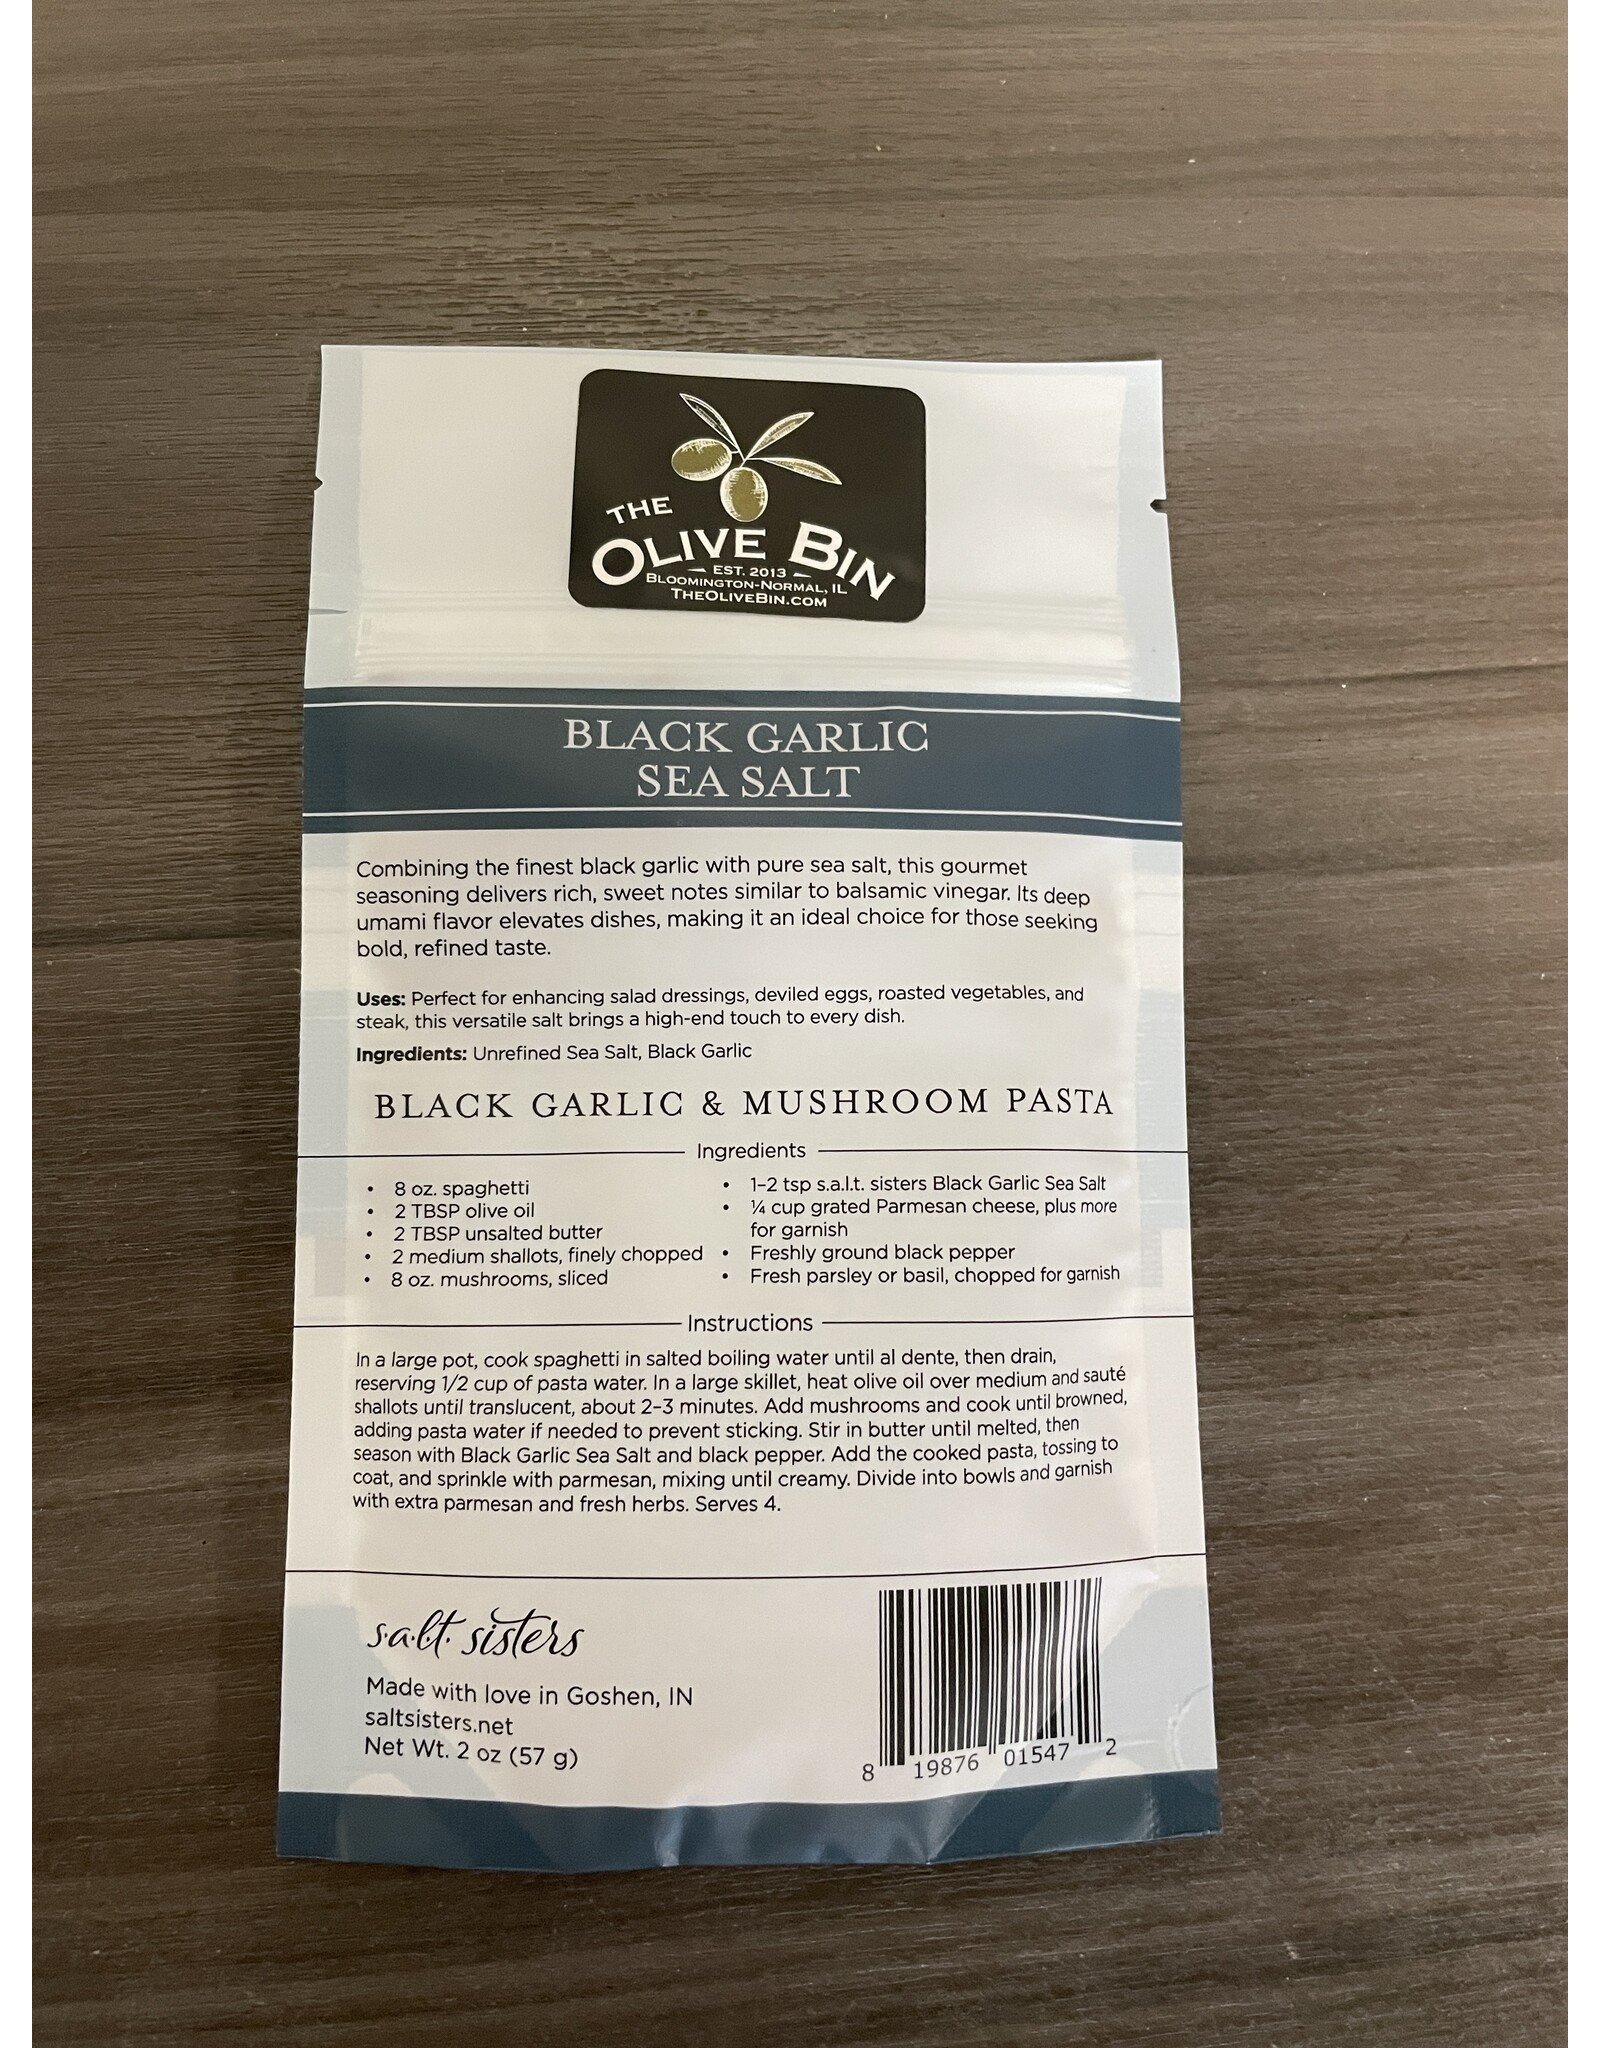 THE
OLIVE BIN
EST. 2013
BLOOMINGTON-NORMAL, IL
THEOLIVEBIN.COM
BLACK GARLIC
SEA SALT
Combining the finest black garlic with pure sea salt, this gourmet
seasoning delivers rich, sweet notes similar to balsamic vinegar. Its deep
umami flavor elevates dishes, making it an ideal choice for those seeking
bold, refined taste.
Uses: Perfect for enhancing salad dressings, deviled eggs, roasted vegetables, and
steak, this versatile salt brings a high-end touch to every dish.
Ingredients: Unrefined Sea Salt, Black Garlic
BLACK GARLIC & MUSHROOM PASTA
Ingredients
• 8 oz. spaghetti
• 2 TBSP olive oil
• 2 TBSP unsalted butter
• 2 medium shallots, finely chopped
• 8 oz. mushrooms, sliced
• 1–2 tsp s.a.l.t. sisters Black Garlic Sea Salt
• ¼ cup grated Parmesan cheese, plus more
for garnish
• Freshly ground black pepper
• Fresh parsley or basil, chopped for garnish
Instructions
In a large pot, cook spaghetti in salted boiling water until al dente, then drain,
reserving 1/2 cup of pasta water. In a large skillet, heat olive oil over medium and sauté
shallots until translucent, about 2–3 minutes. Add mushrooms and cook until browned,
adding pasta water if needed to prevent sticking. Stir in butter until melted, then
season with Black Garlic Sea Salt and black pepper. Add the cooked pasta, tossing to
coat, and sprinkle with parmesan, mixing until creamy. Divide into bowls and garnish
with extra parmesan and fresh herbs. Serves 4.
s.a.l.t. sisters
Made with love in Goshen, IN
saltsisters.net
Net Wt. 2 oz (57 g)
8 19876 01547 2